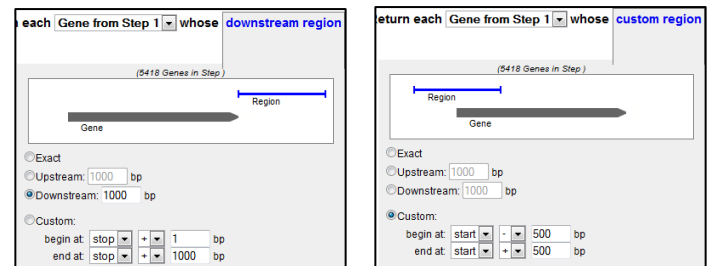 each Gene from Step 1 whose downstream region
(5418 Genes in Step )
Region
Gene
Exact
Upstream: 1000 bp
Downstream: 1000 bp
Custom:
begin at: stop + 1 bp
end at: stop + 1000 bp
eturn each Gene from Step 1 whose custom region
(5418 Genes in Step )
Region
Gene
Exact
Upstream: 1000 bp
Downstream: 1000 bp
Custom:
begin at: start - 500 bp
end at: start + 500 bp